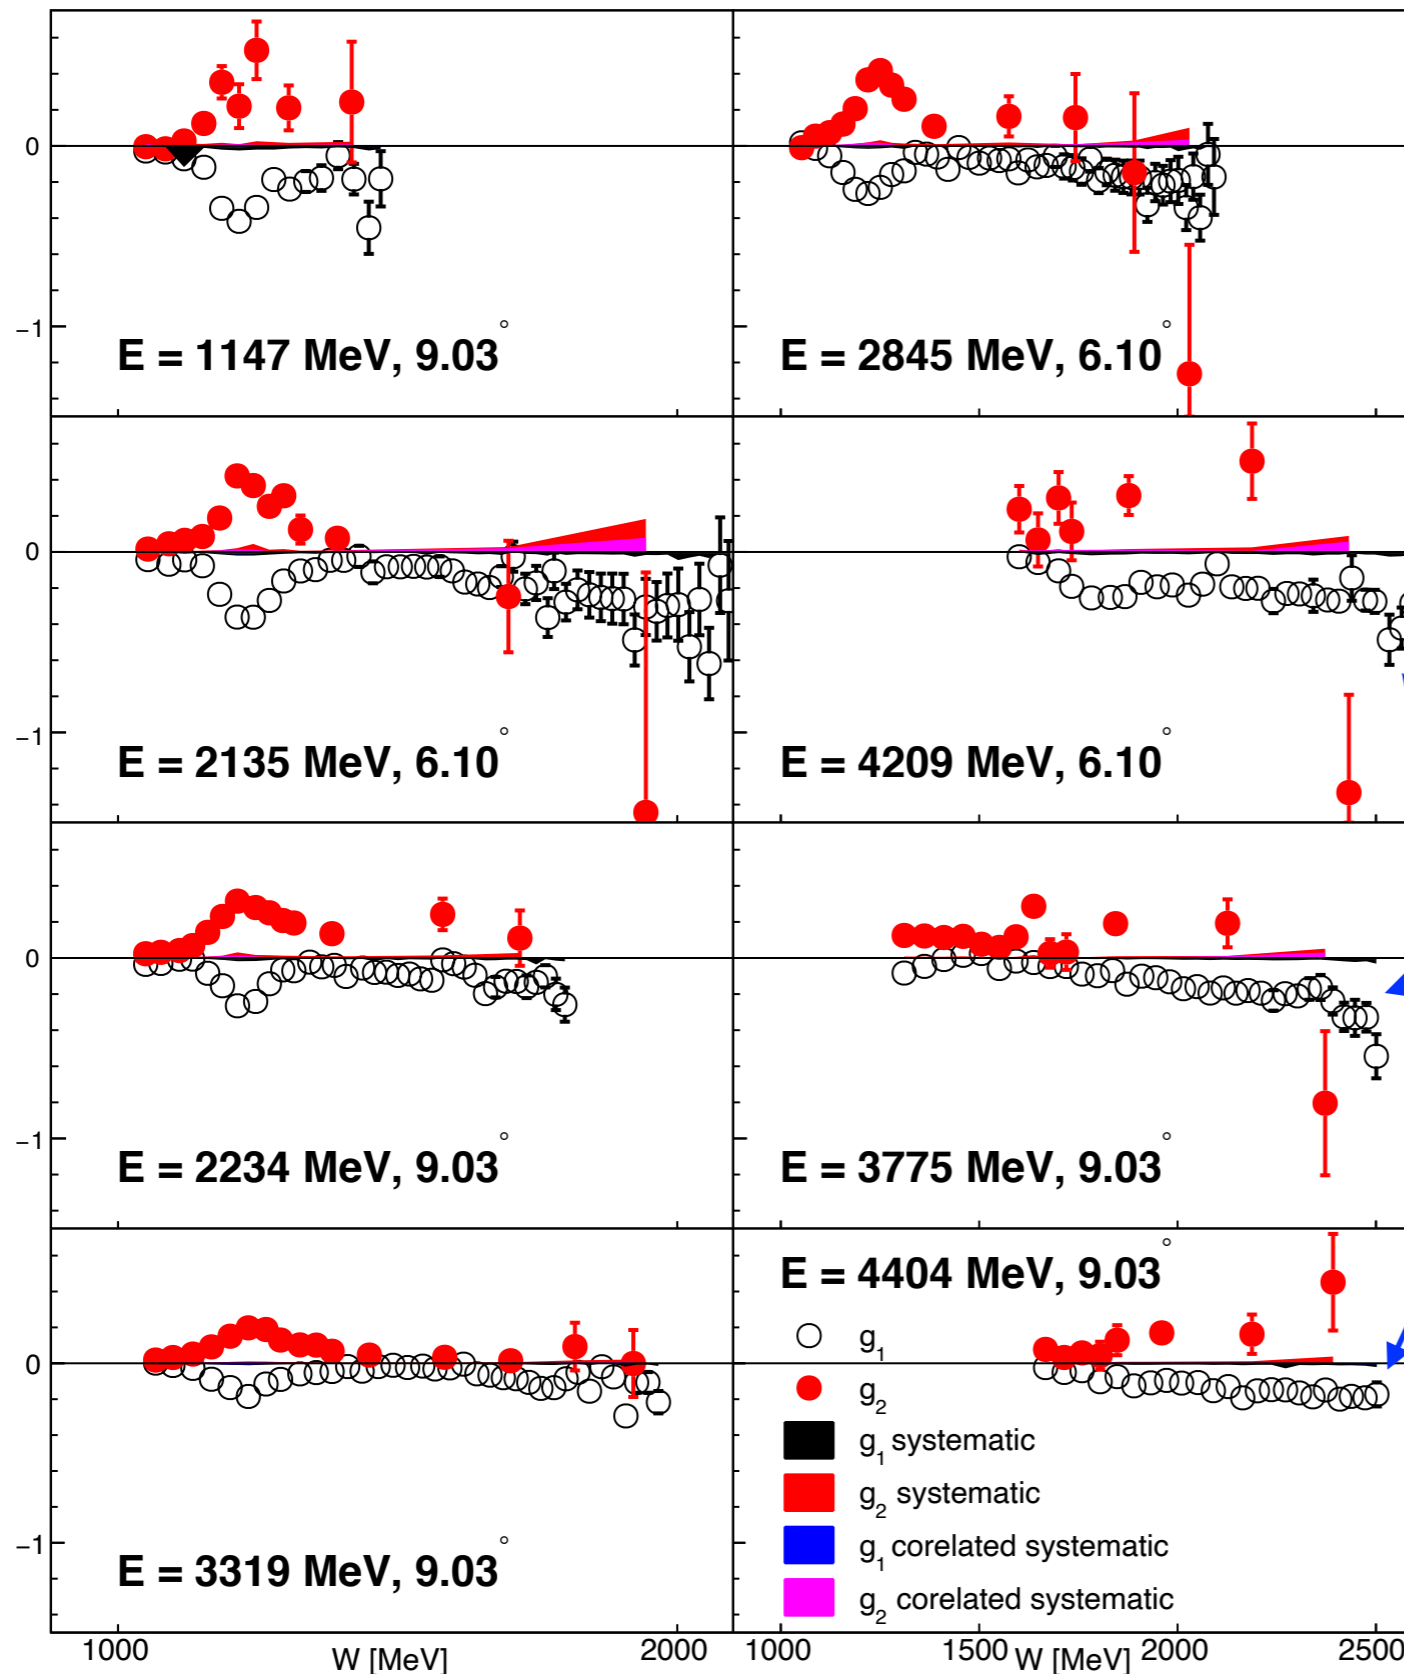 0
-1
E = 1147 MeV, 9.03°
E = 2845 MeV, 6.10°
0
-1
E = 2135 MeV, 6.10°
E = 4209 MeV, 6.10°
0
-1
E = 2234 MeV, 9.03°
E = 3775 MeV, 9.03°
0
-1
E = 3319 MeV, 9.03°
E = 4404 MeV, 9.03°
g₁
g₂
g₁ systematic
g₂ systematic
g₁ corelated systematic
g₂ corelated systematic
1000 2000 1000 1500 2000 2500
W [MeV] W [MeV]